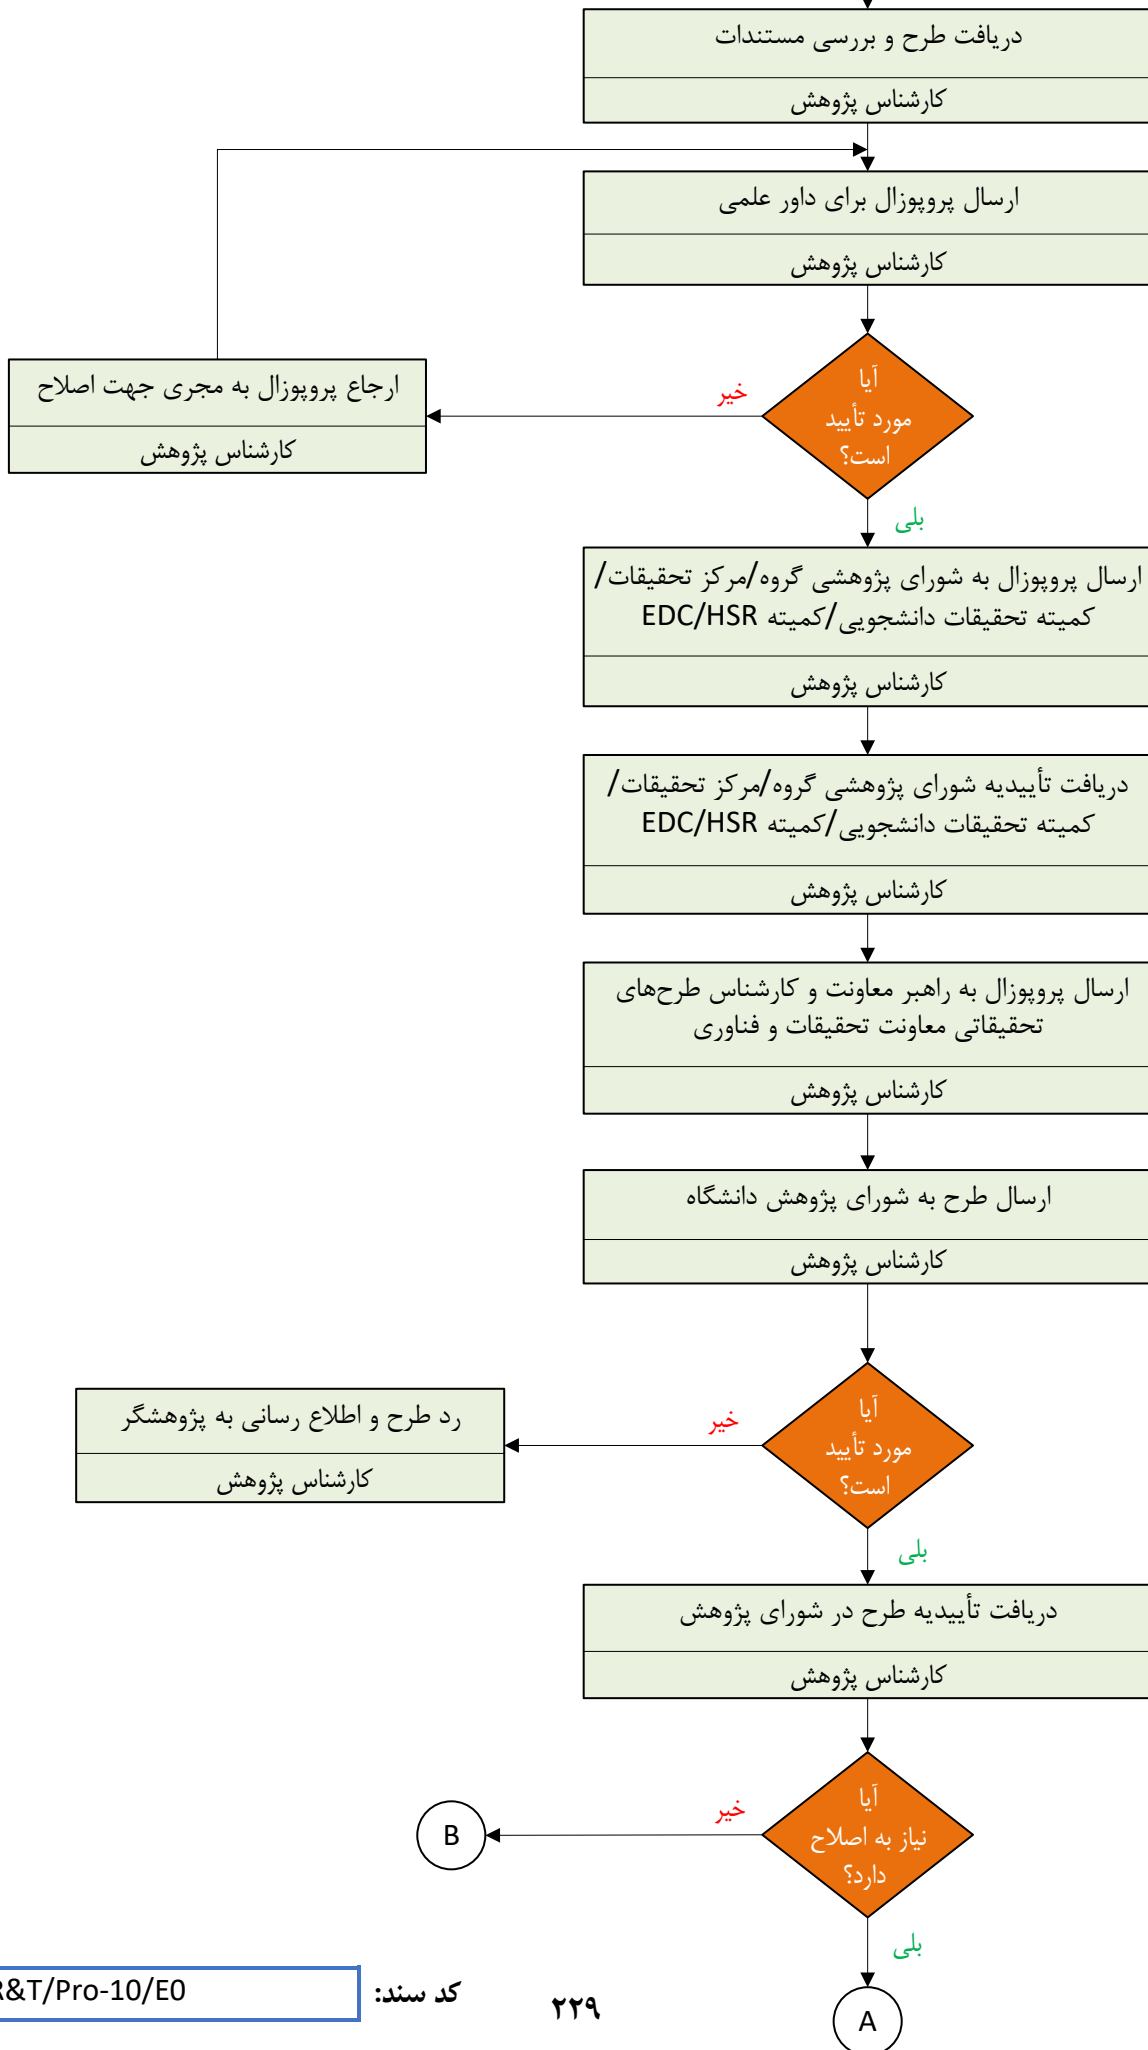 دریافت طرح و بررسی مستندات
کارشناس پژوهش
ارسال پروپوزال برای داور علمی
کارشناس پژوهش
آیا
مورد تأیید
است؟
خیر
ارجاع پروپوزال به مجری جهت اصلاح
کارشناس پژوهش
بلی
ارسال پروپوزال به شورای پژوهشی گروه/مرکز تحقیقات/
کمیته تحقیقات دانشجویی/کمیته EDC/HSR
کارشناس پژوهش
دریافت تأییدیه شورای پژوهشی گروه/مرکز تحقیقات/
کمیته تحقیقات دانشجویی/کمیته EDC/HSR
کارشناس پژوهش
ارسال پروپوزال به راهبر معاونت و کارشناس طرح‌های
تحقیقاتی معاونت تحقیقات و فناوری
کارشناس پژوهش
ارسال طرح به شورای پژوهش دانشگاه
کارشناس پژوهش
آیا
مورد تأیید
است؟
خیر
رد طرح و اطلاع رسانی به پژوهشگر
کارشناس پژوهش
بلی
دریافت تأییدیه طرح در شورای پژوهش
کارشناس پژوهش
آیا
نیاز به اصلاح
دارد؟
خیر
B
بلی
A
۲۲۹
کد سند:
R&T/Pro-10/E0